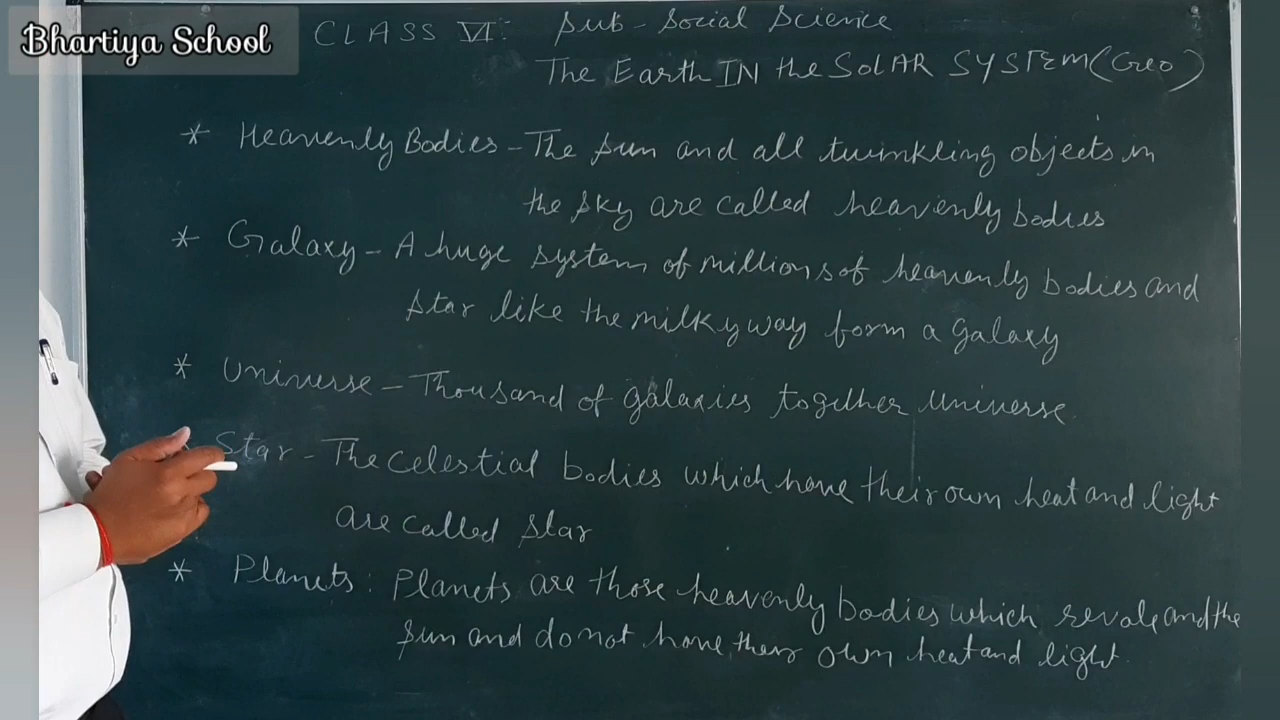 Bhartiya School
CLASS VI: Sub - Social Science
The Earth IN the SOLAR SYSTEM (Geo)
* Heavenly Bodies - The sun and all twinkling objects in
the sky are called heavenly bodies
* Galaxy - A huge system of millions of heavenly bodies and
star like the milky way form a galaxy
* Universe - Thousand of galaxies together universe.
Star - The celestial bodies which have their own heat and light
are called star
* Planets: Planets are those heavenly bodies which and the
sun and do not have their own heat and light.